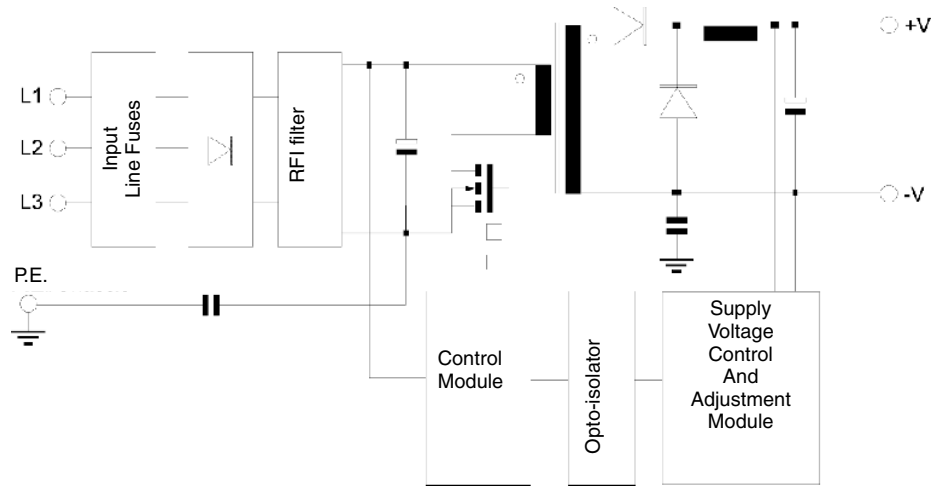 +V
L1
L2
L3
Input
Line Fuses
RFI filter
-V
P.E.
Control
Module
Opto-isolator
Supply
Voltage
Control
And
Adjustment
Module